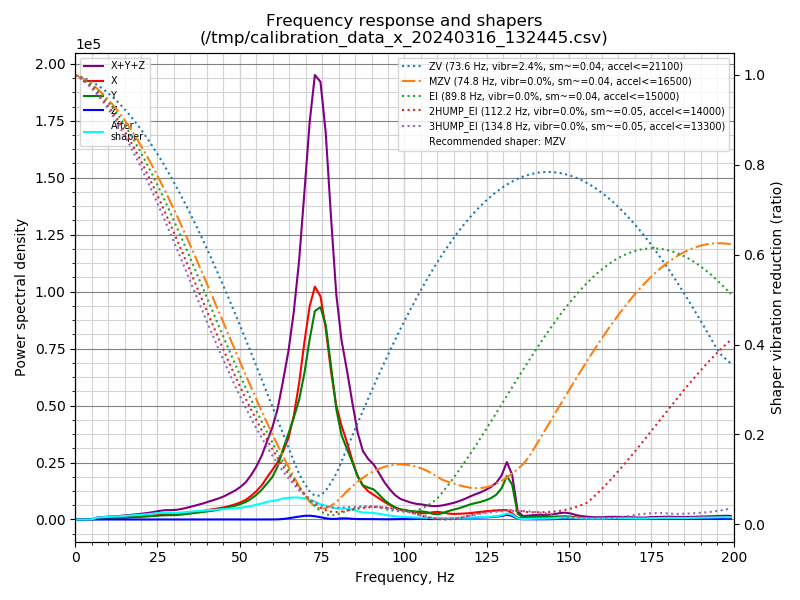 Frequency response and shapers
(/tmp/calibration_data_x_20240316_132445.csv)
1e5
X+Y+Z
X
Y
Z
After
shaper
ZV (73.6 Hz, vibr=2.4%, sm~=0.04, accel<=21100)
MZV (74.8 Hz, vibr=0.0%, sm~=0.04, accel<=16500)
EI (89.8 Hz, vibr=0.0%, sm~=0.04, accel<=15000)
2HUMP_EI (112.2 Hz, vibr=0.0%, sm~=0.05, accel<=14000)
3HUMP_EI (134.8 Hz, vibr=0.0%, sm~=0.05, accel<=13300)
Recommended shaper: MZV
2.00
1.75
1.50
1.25
1.00
0.75
0.50
0.25
0.00
Power spectral density
1.0
0.8
0.6
0.4
0.2
0.0
Shaper vibration reduction (ratio)
0 25 50 75 100 125 150 175 200
Frequency, Hz